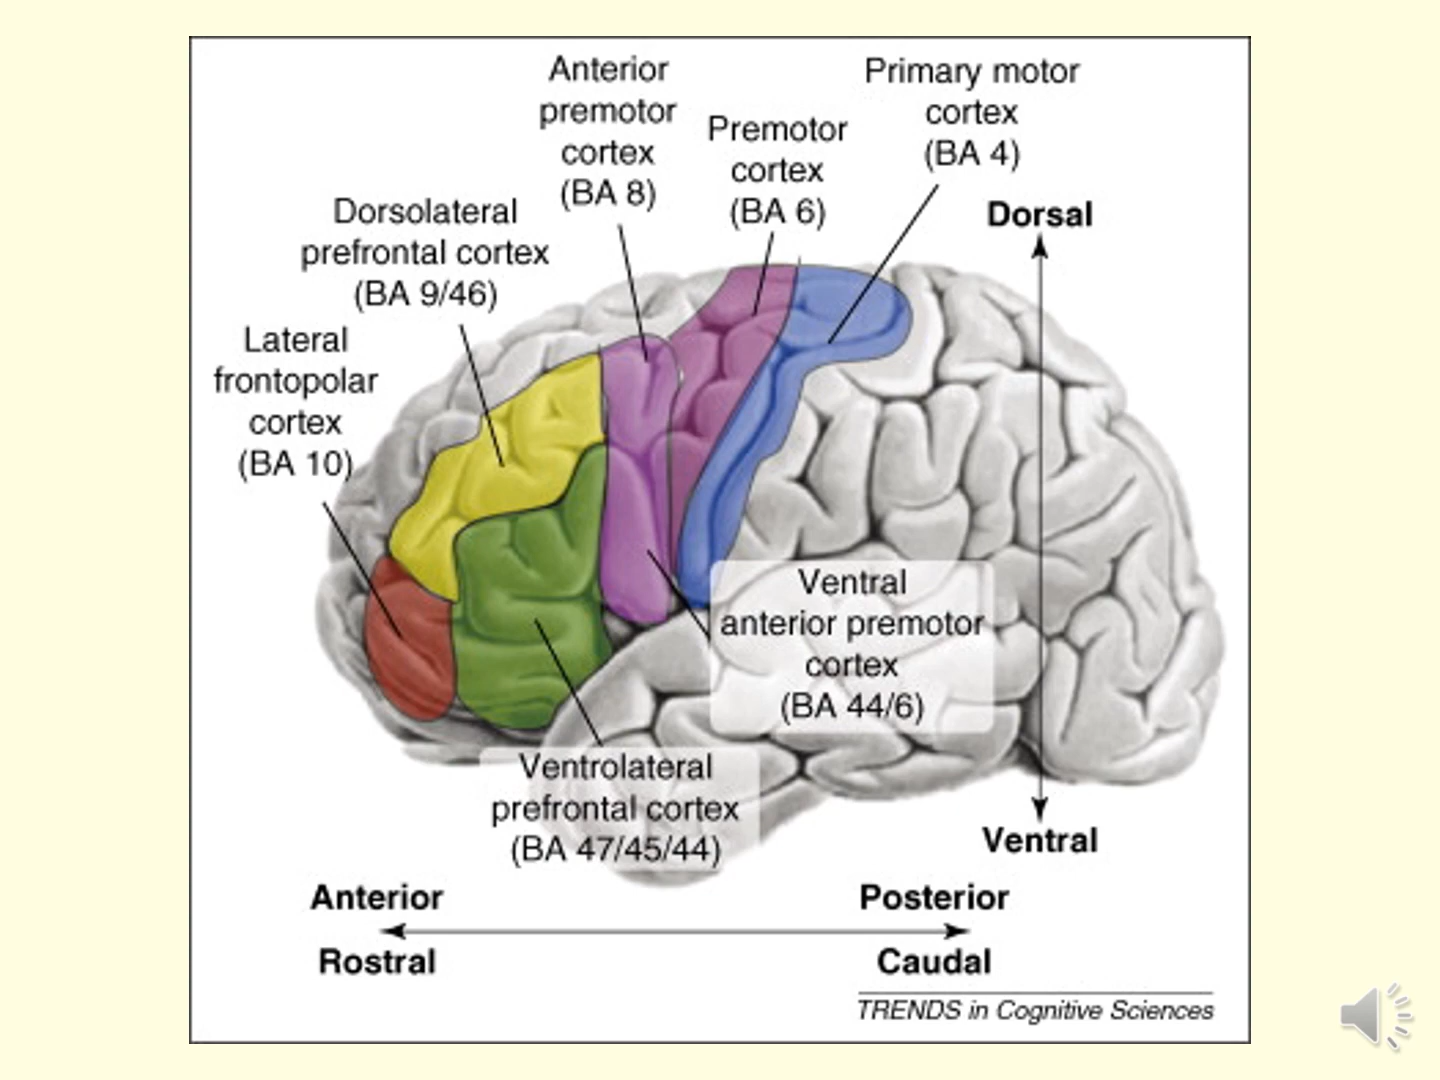 Anterior
premotor
cortex
(BA 8)
Primary motor
cortex
(BA 4)
Premotor
cortex
(BA 6)
Dorsolateral
prefrontal cortex
(BA 9/46)
Dorsal
Lateral
frontopolar
cortex
(BA 10)
Ventral
anterior premotor
cortex
(BA 44/6)
Ventrolateral
prefrontal cortex
(BA 47/45/44)
Ventral
Anterior
Posterior
Rostral
Caudal
TRENDS in Cognitive Sciences